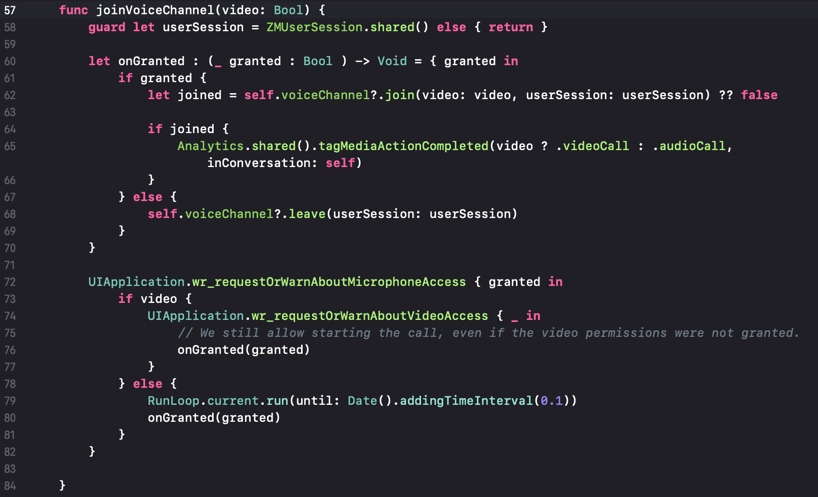 57 func joinVoiceChannel(video: Bool) {
58 guard let userSession = ZMUserSession.shared() else { return }
59
60 let onGranted : (_ granted : Bool ) -> Void = { granted in
61 if granted {
62 let joined = self.voiceChannel?.join(video: video, userSession: userSession) ?? false
63
64 if joined {
65 Analytics.shared().tagMediaActionCompleted(video ? .videoCall : .audioCall,
inConversation: self)
66 }
67 } else {
68 self.voiceChannel?.leave(userSession: userSession)
69 }
70 }
71
72 UIApplication.wr_requestOrWarnAboutMicrophoneAccess { granted in
73 if video {
74 UIApplication.wr_requestOrWarnAboutVideoAccess { _ in
75 // We still allow starting the call, even if the video permissions were not granted.
76 onGranted(granted)
77 }
78 } else {
79 RunLoop.current.run(until: Date().addingTimeInterval(0.1))
80 onGranted(granted)
81 }
82 }
83
84 }